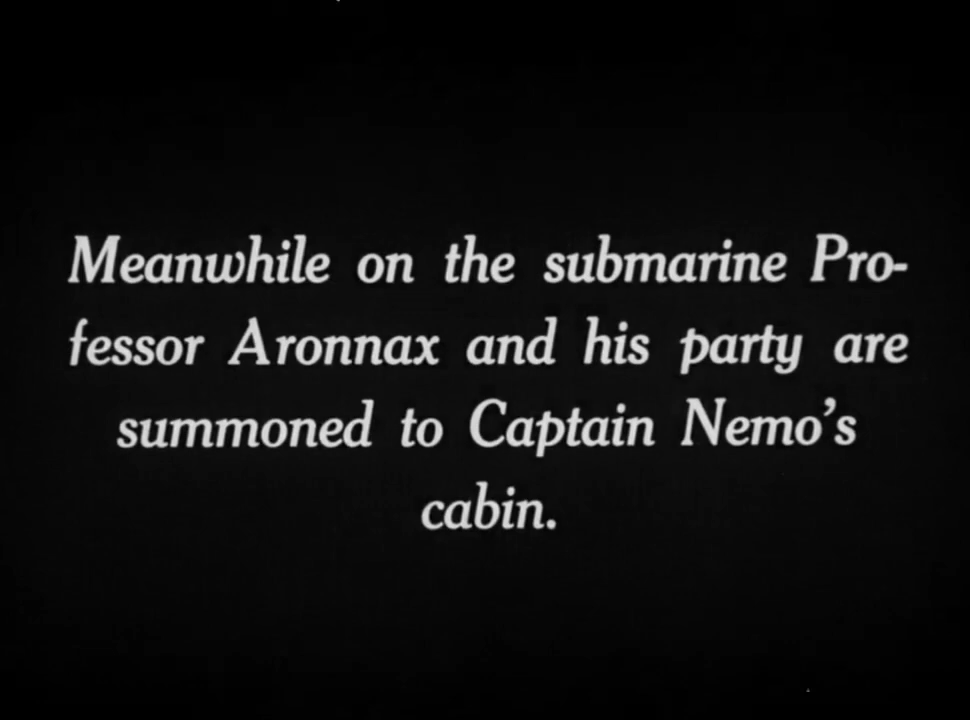 Meanwhile on the submarine Pro-
fessor Aronnax and his party are
summoned to Captain Nemo’s
cabin.